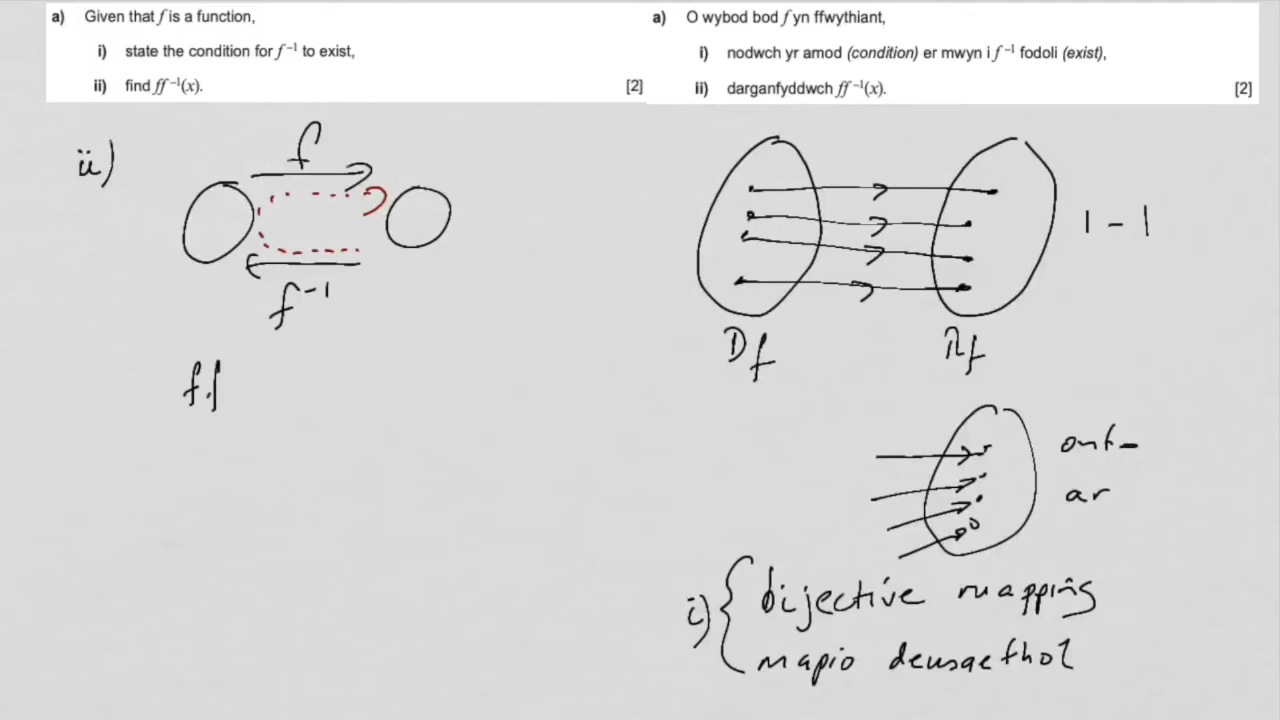 a) Given that f is a function,
i) state the condition for f⁻¹ to exist,
ii) find ff⁻¹(x). [2]
a) O wybod bod f yn ffwythiant,
i) nodwch yr amod (condition) er mwyn i f⁻¹ fodoli (exist),
ii) darganfyddwch ff⁻¹(x). [2]
ii)
f
f⁻¹
f.f
1 - 1
Df Rf
ar
i) bijective mapping
mapio deusaethol